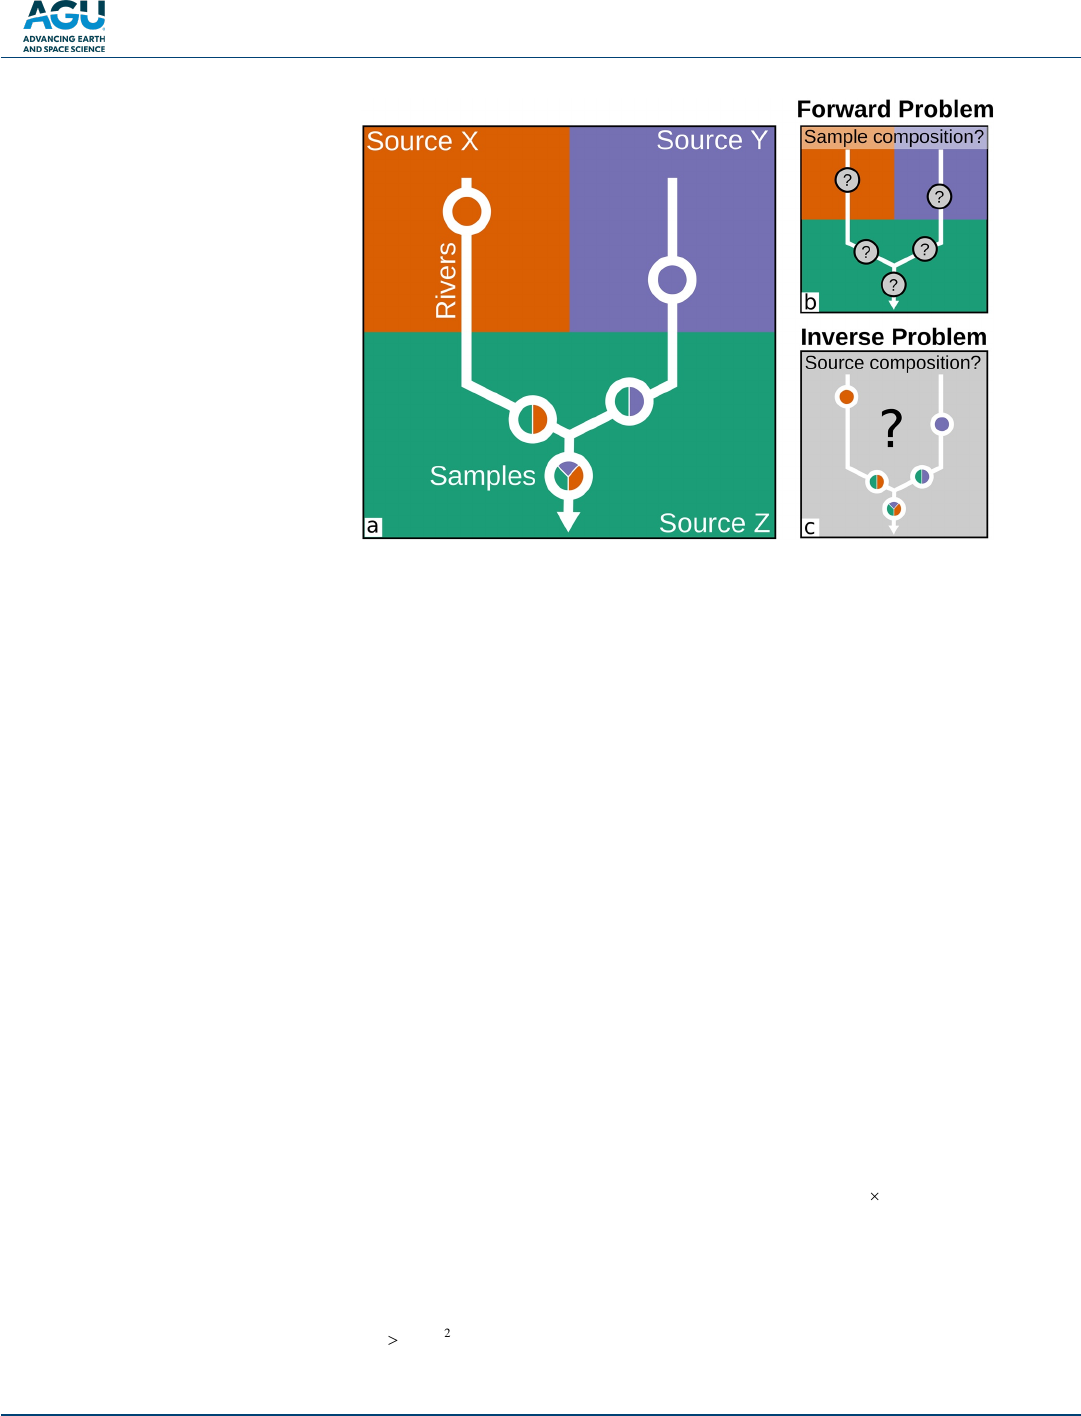 AGU
ADVANCING EARTH
AND SPACE SCIENCE
Source X
Source Y
Rivers
Samples
Source Z
a
Forward Problem
Sample composition?
?
?
?
?
?
b
Inverse Problem
Source composition?
?
c
×
>
2